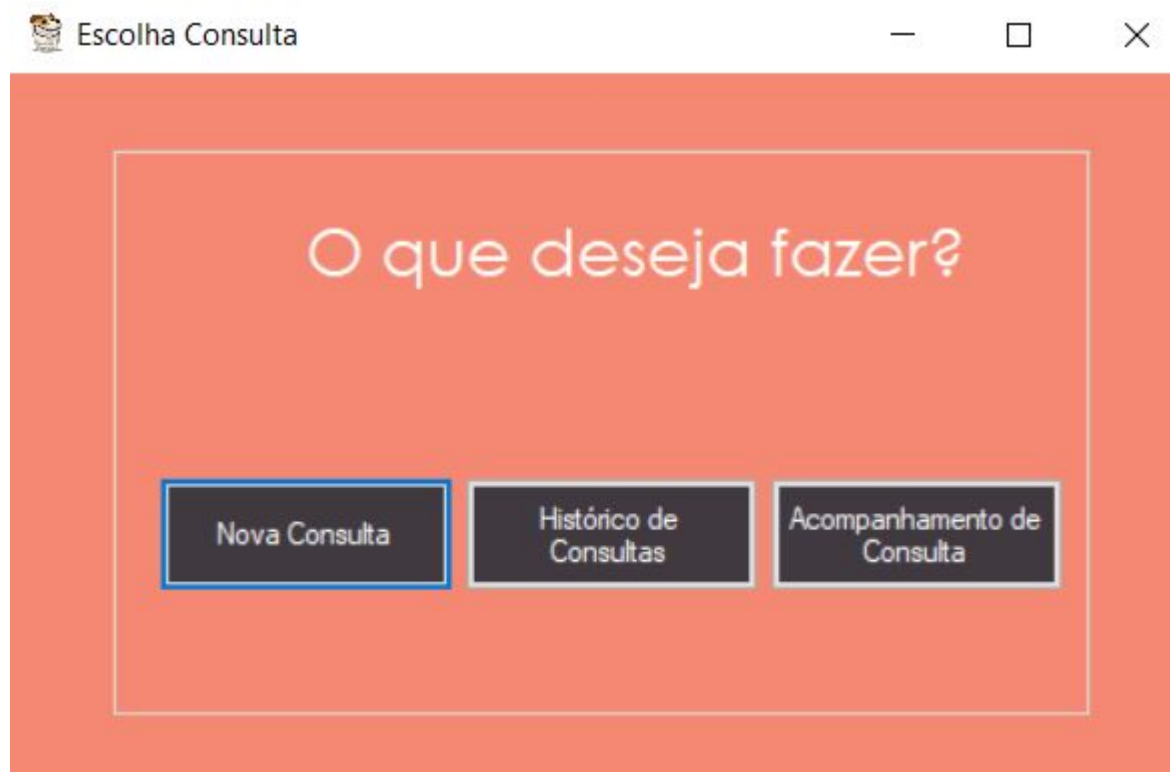 Escolha Consulta
O que deseja fazer?
Nova Consulta
Histórico de
Consultas
Acompanhamento de
Consulta